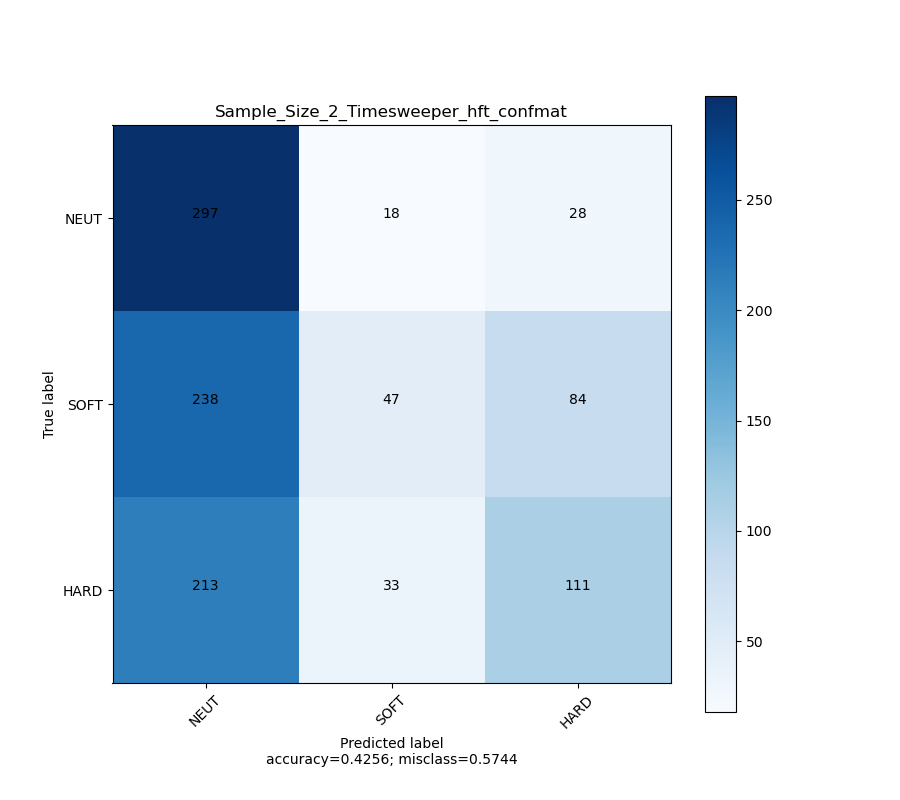 Sample_Size_2_Timesweeper_hft_confmat
NEUT 297 18 28
SOFT 238 47 84
HARD 213 33 111
True label
NEUT SOFT HARD
Predicted label
accuracy=0.4256; misclass=0.5744
250
200
150
100
50